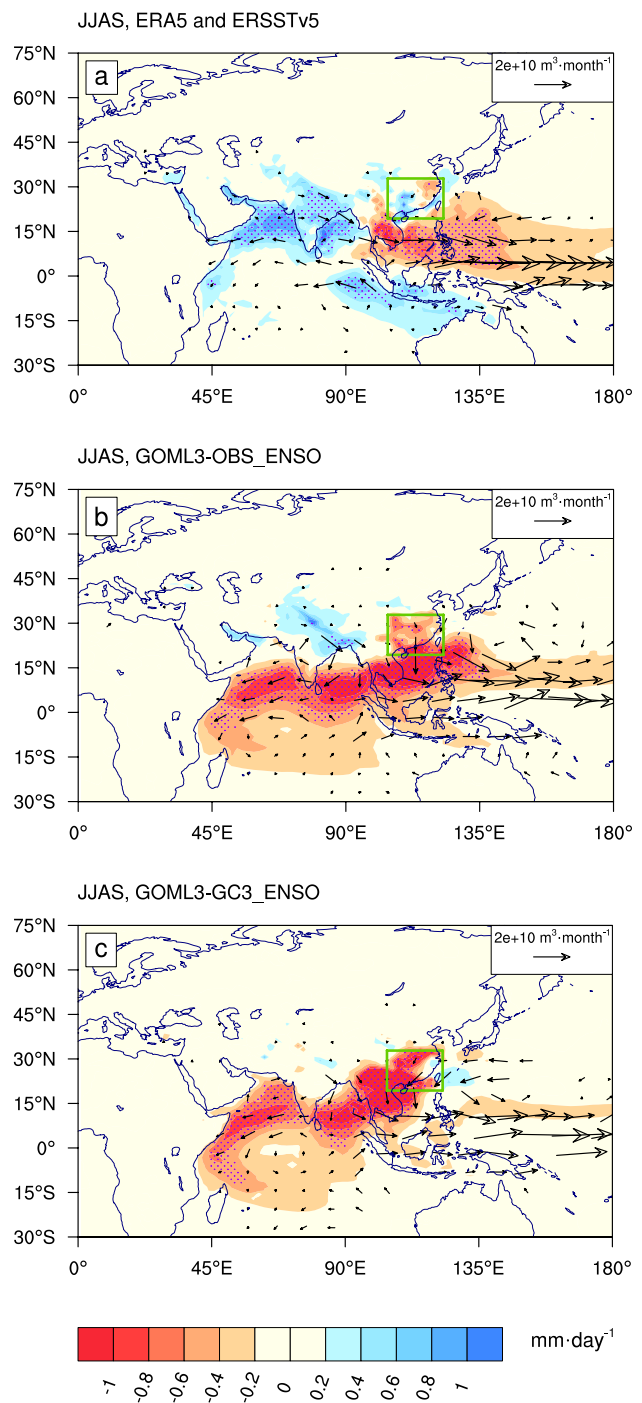 JJAS, ERA5 and ERSSTv5
a
2e+10 m³·month⁻¹
75°N
60°N
45°N
30°N
15°N
0°
15°S
30°S
0° 45°E 90°E 135°E 180°
JJAS, GOML3-OBS_ENSO
b
2e+10 m³·month⁻¹
75°N
60°N
45°N
30°N
15°N
0°
15°S
30°S
0° 45°E 90°E 135°E 180°
JJAS, GOML3-GC3_ENSO
c
2e+10 m³·month⁻¹
75°N
60°N
45°N
30°N
15°N
0°
15°S
30°S
0° 45°E 90°E 135°E 180°
mm·day⁻¹
-1 -0.8 -0.6 -0.4 -0.2 0 0.2 0.4 0.6 0.8 1